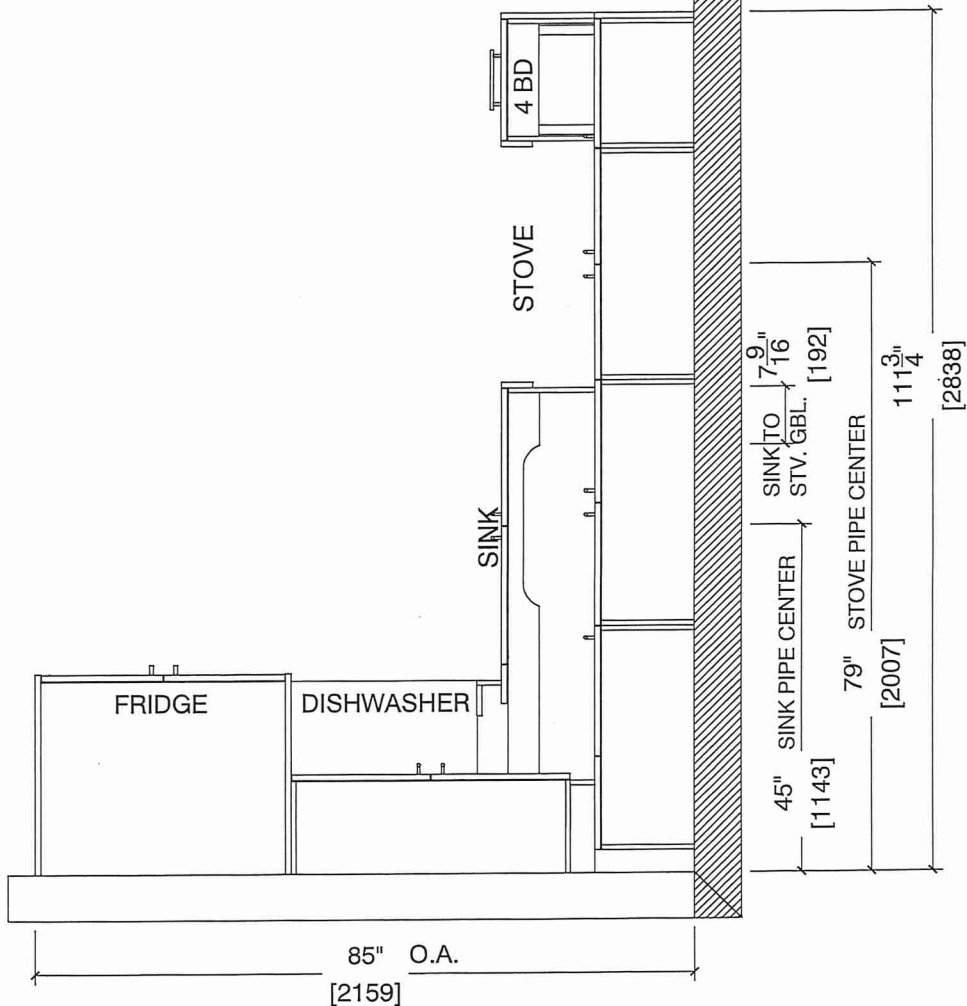 4 BD
STOVE
SINK
FRIDGE
DISHWASHER
7 9/16"
[192]
SINK TO
STV. GBL.
45" SINK PIPE CENTER
[1143]
79" STOVE PIPE CENTER
[2007]
111 3/4"
[2838]
85" O.A.
[2159]